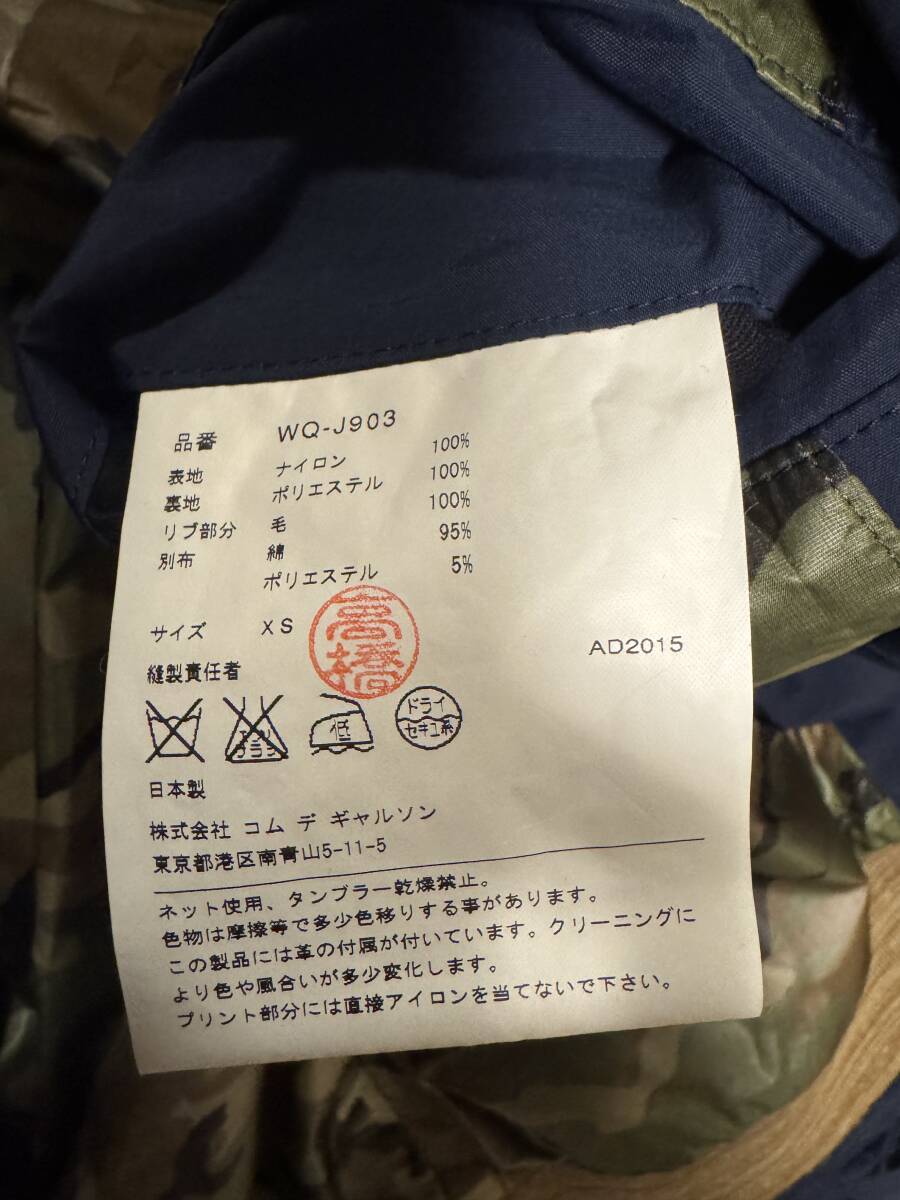 品番 WQ-J903
表地 ナイロン 100%
裏地 ポリエステル 100%
リブ部分 毛 100%
別布 綿 95%
ポリエステル 5%
サイズ XS
高橋
AD2015
縫製責任者
エンソ
サラシ
低
ドライ
セキユ系
日本製
株式会社 コム デ ギャルソン
東京都港区南青山5-11-5
ネット使用、タンブラー乾燥禁止。
色物は摩擦等で多少色移りする事があります。
この製品には革の付属が付いています。クリーニングに
より色や風合いが多少変化します。
プリント部分には直接アイロンを当てないで下さい。